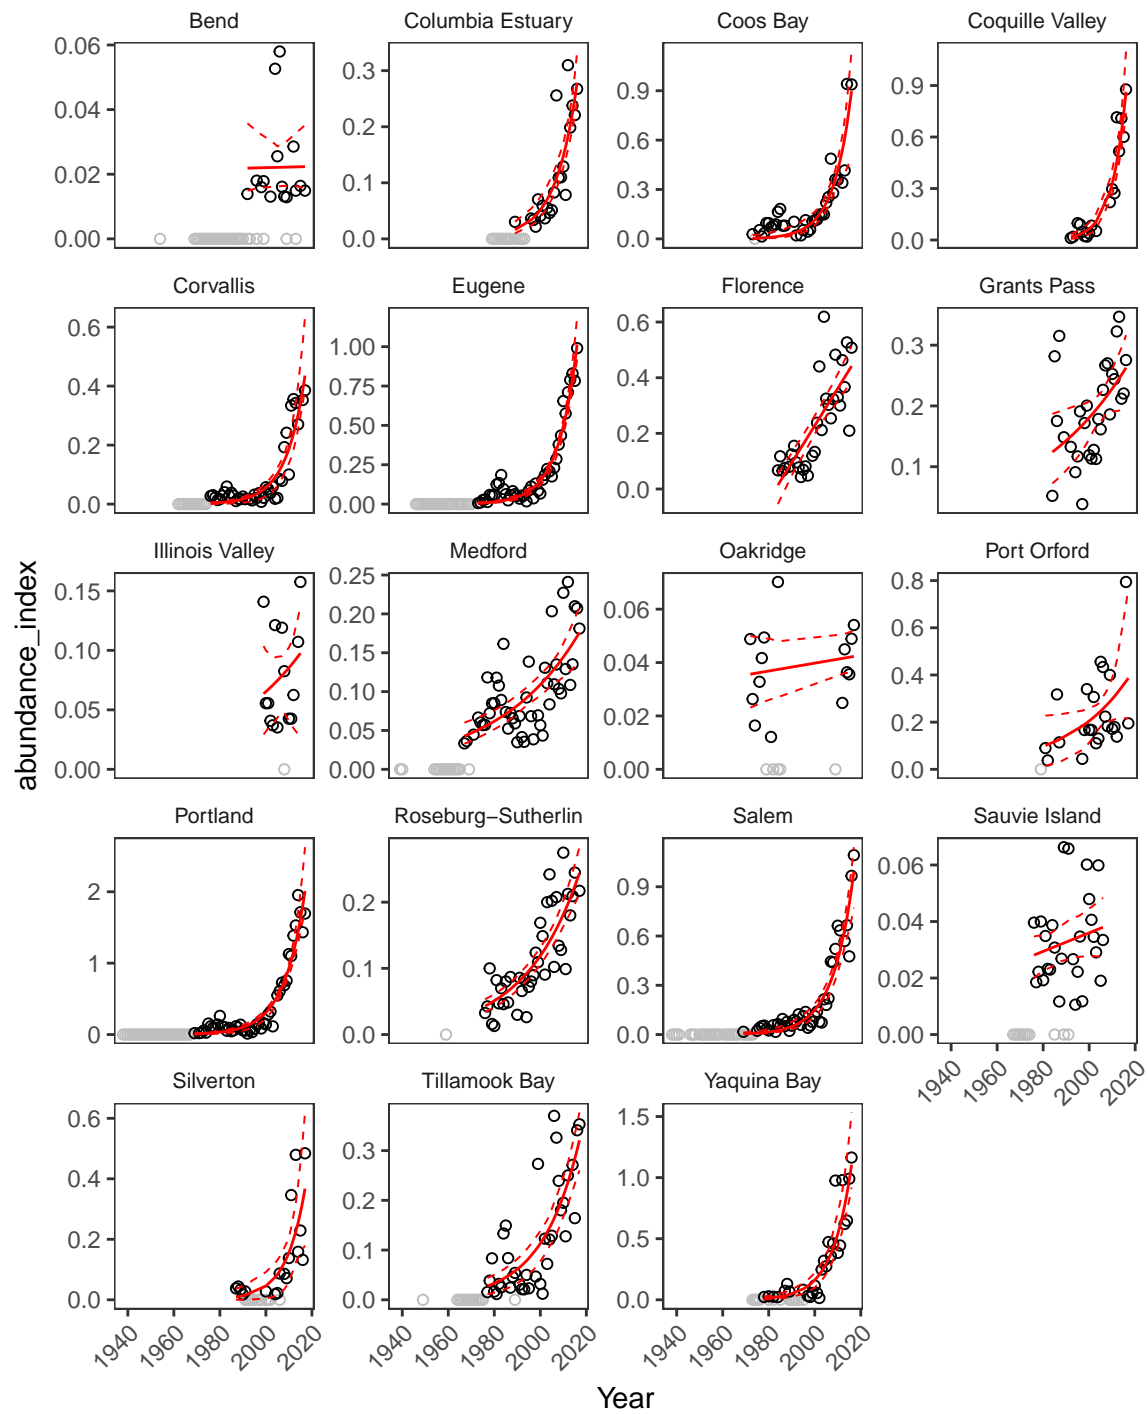 Bend Columbia Estuary Coos Bay Coquille Valley
0.06 0.04 0.02 0.00
0.3 0.2 0.1 0.0
0.9 0.6 0.3 0.0
0.9 0.6 0.3 0.0
Corvallis Eugene Florence Grants Pass
0.6 0.4 0.2 0.0
1.00 0.75 0.50 0.25 0.00
0.6 0.4 0.2 0.0
0.3 0.2 0.1
Illinois Valley Medford Oakridge Port Orford
0.15 0.10 0.05 0.00
0.25 0.20 0.15 0.10 0.05 0.00
0.06 0.04 0.02 0.00
0.8 0.6 0.4 0.2 0.0
abundance_index
Portland Roseburg−Sutherlin Salem Sauvie Island
2 1 0
0.2 0.1 0.0
0.9 0.6 0.3 0.0
0.06 0.04 0.02 0.00
1940 1960 1980 2000 2020
Silverton Tillamook Bay Yaquina Bay
0.6 0.4 0.2 0.0
0.3 0.2 0.1 0.0
1.5 1.0 0.5 0.0
1940 1960 1980 2000 2020
1940 1960 1980 2000 2020
1940 1960 1980 2000 2020
Year